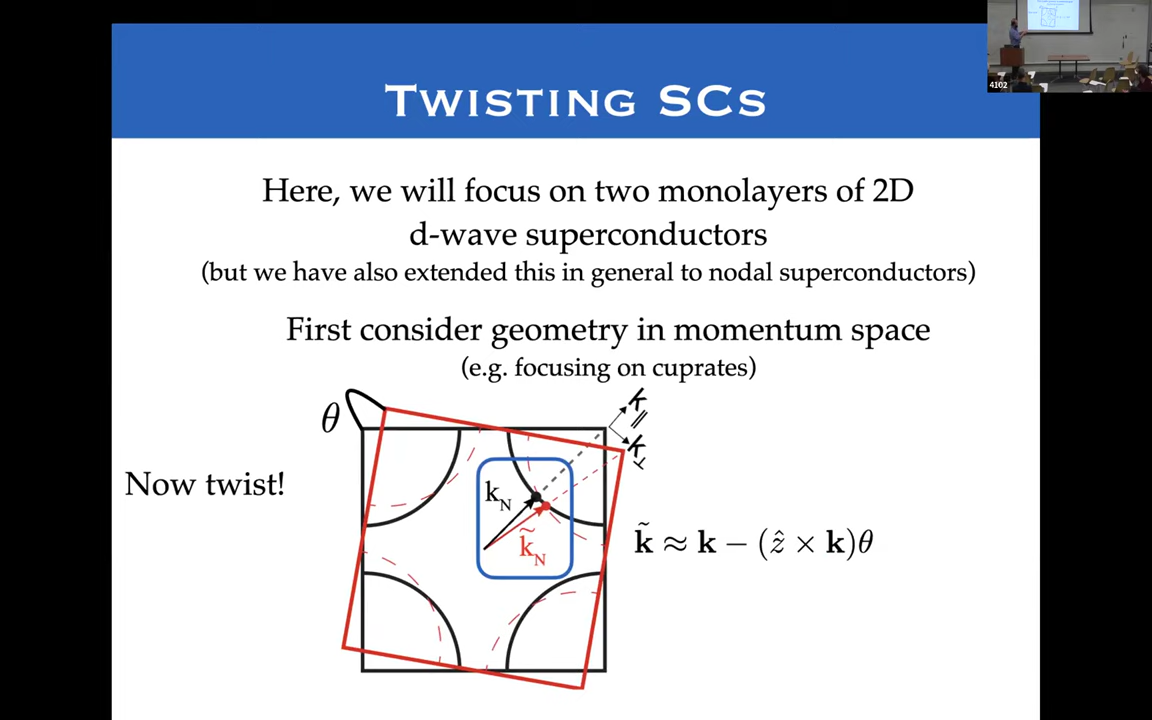 TWISTING SCS
4102
Here, we will focus on two monolayers of 2D
d-wave superconductors
(but we have also extended this in general to nodal superconductors)
First consider geometry in momentum space
(e.g. focusing on cuprates)
θ
k∥
k⊥
Now twist!
k_N
k̃_N
k̃ ≈ k − (ẑ × k)θ